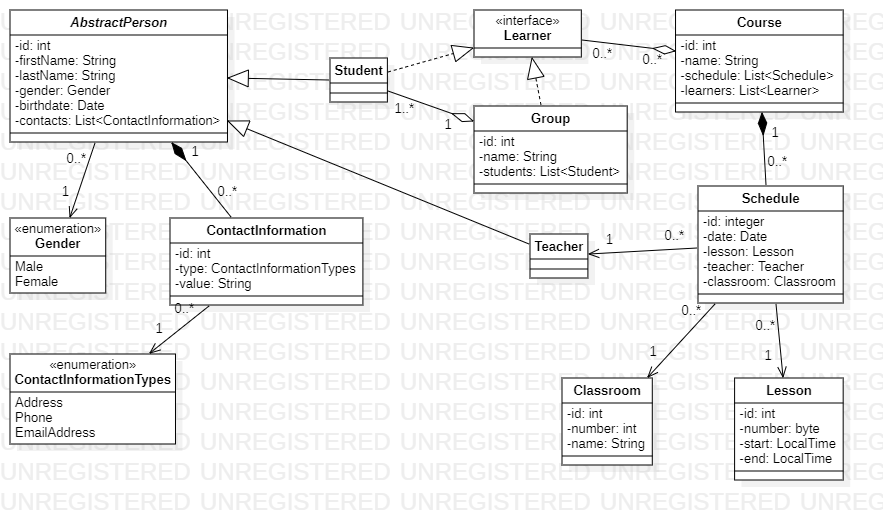 AbstractPerson
-id: int
-firstName: String
-lastName: String
-gender: Gender
-birthdate: Date
-contacts: List<ContactInformation>
Student
«interface»
Learner
0..*
0..*
Course
-id: int
-name: String
-schedule: List<Schedule>
-learners: List<Learner>
1..*
1
Group
-id: int
-name: String
-students: List<Student>
0..*
1
1
0..*
1
0..*
«enumeration»
Gender
Male
Female
ContactInformation
-id: int
-type: ContactInformationTypes
-value: String
Teacher
1
0..*
Schedule
-id: integer
-date: Date
-lesson: Lesson
-teacher: Teacher
-classroom: Classroom
0..*
1
0..*
1
0..*
1
«enumeration»
ContactInformationTypes
Address
Phone
EmailAddress
Classroom
-id: int
-number: int
-name: String
Lesson
-id: int
-number: byte
-start: LocalTime
-end: LocalTime
UNREGISTERED UNREGISTERED UNREGISTERED UNREGISTERED